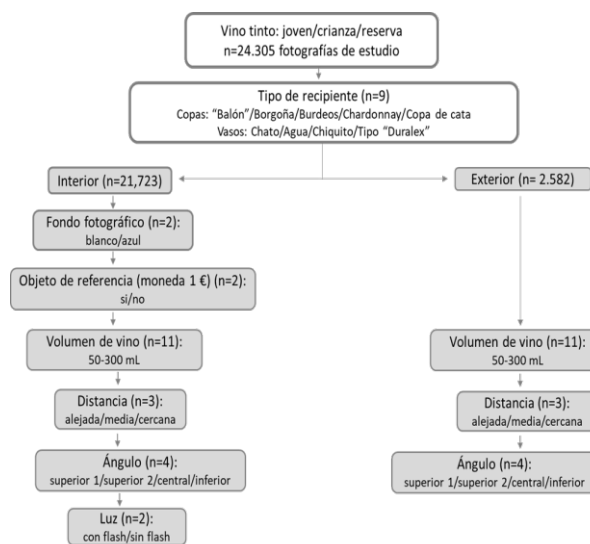 Vino tinto: joven/crianza/reserva
n=24.305 fotografías de estudio
Tipo de recipiente (n=9)
Copas: “Balón”/Borgoña/Burdeos/Chardonnay/Copa de cata
Vasos: Chato/Agua/Chiquito/Tipo “Duralex”
Interior (n=21,723)
Fondo fotográfico (n=2):
blanco/azul
Objeto de referencia (moneda 1 €) (n=2):
si/no
Volumen de vino (n=11):
50-300 mL
Distancia (n=3):
alejada/media/cercana
Ángulo (n=4):
superior 1/superior 2/central/inferior
Luz (n=2):
con flash/sin flash
Exterior (n= 2.582)
Volumen de vino (n=11):
50-300 mL
Distancia (n=3):
alejada/media/cercana
Ángulo (n=4):
superior 1/superior 2/central/inferior